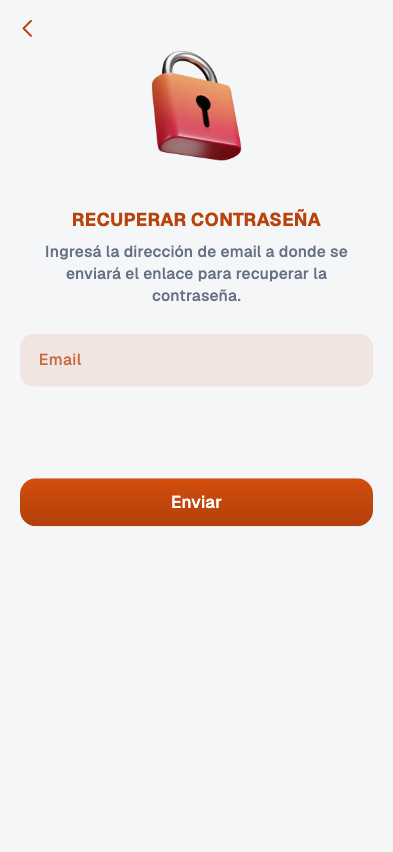 RECUPERAR CONTRASEÑA
Ingresá la dirección de email a donde se
enviará el enlace para recuperar la
contraseña.
Email
Enviar